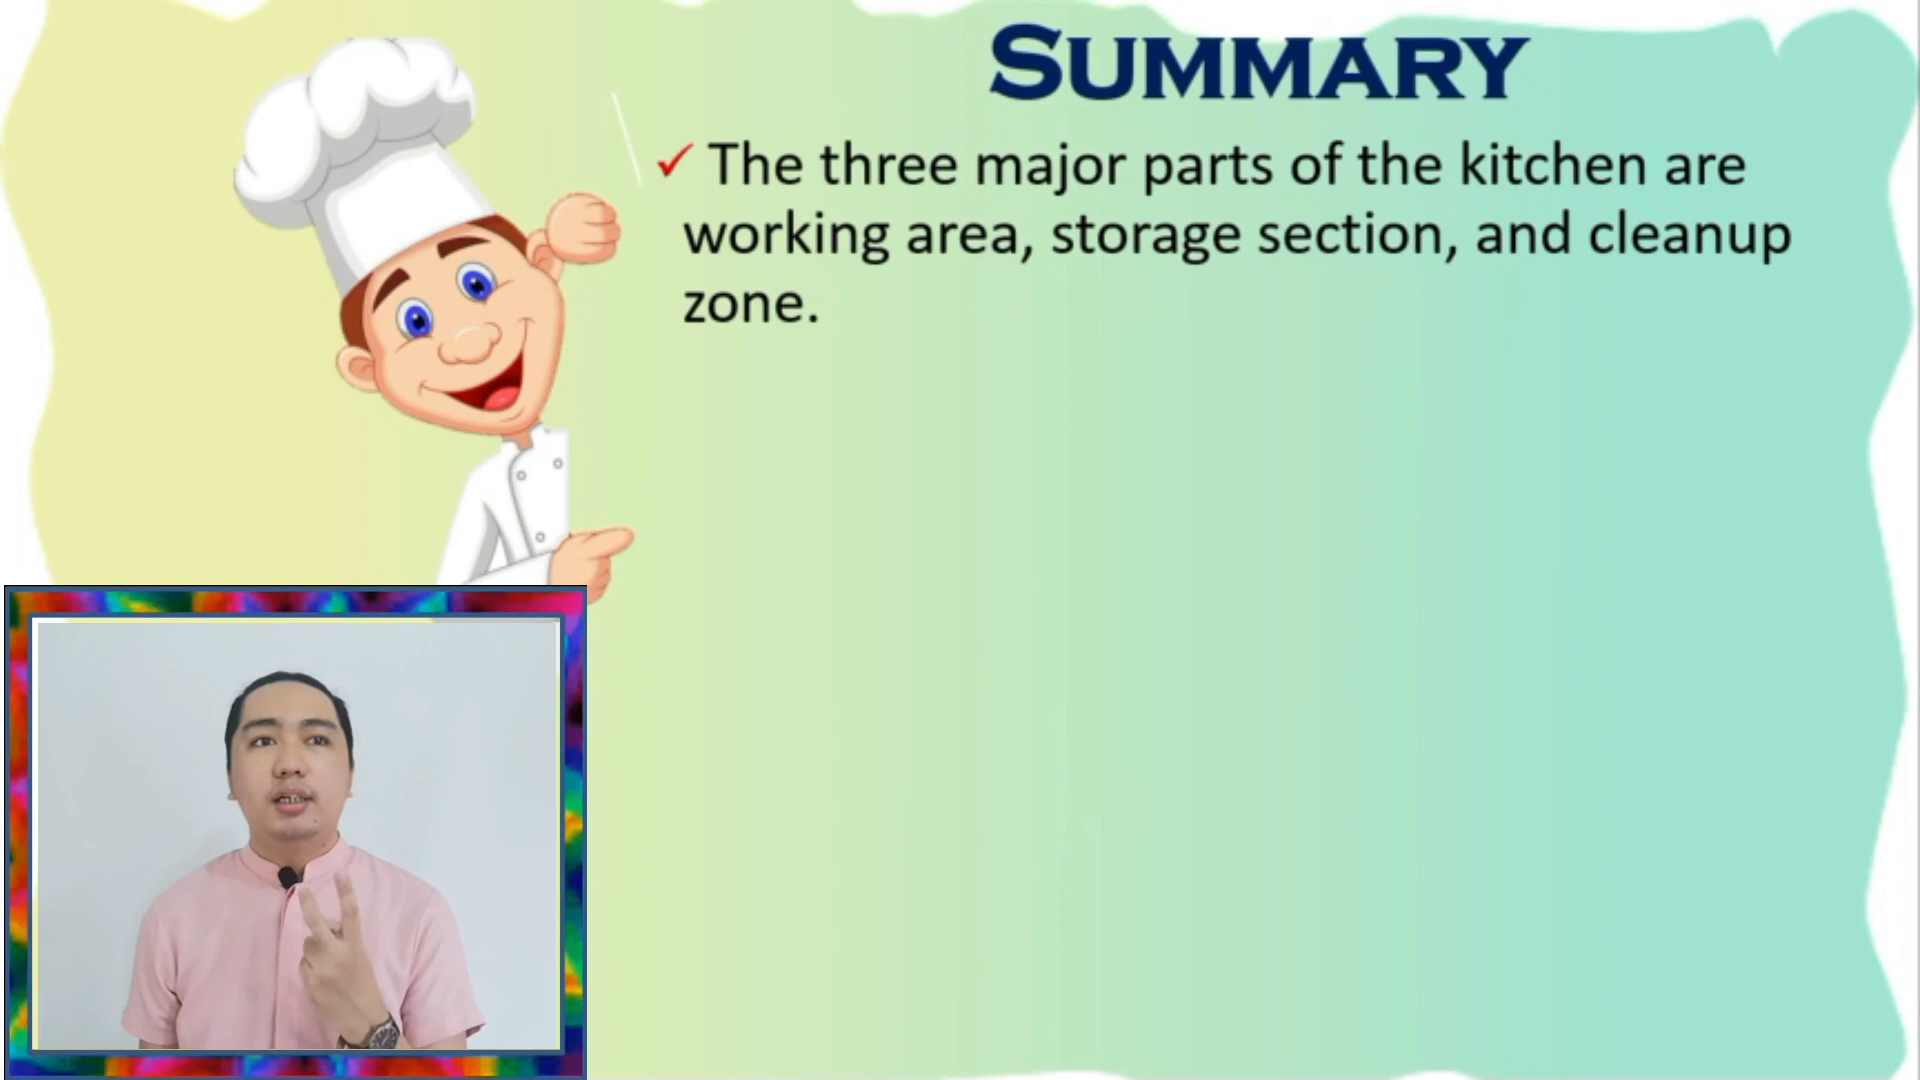 SUMMARY
✓ The three major parts of the kitchen are
working area, storage section, and cleanup
zone.